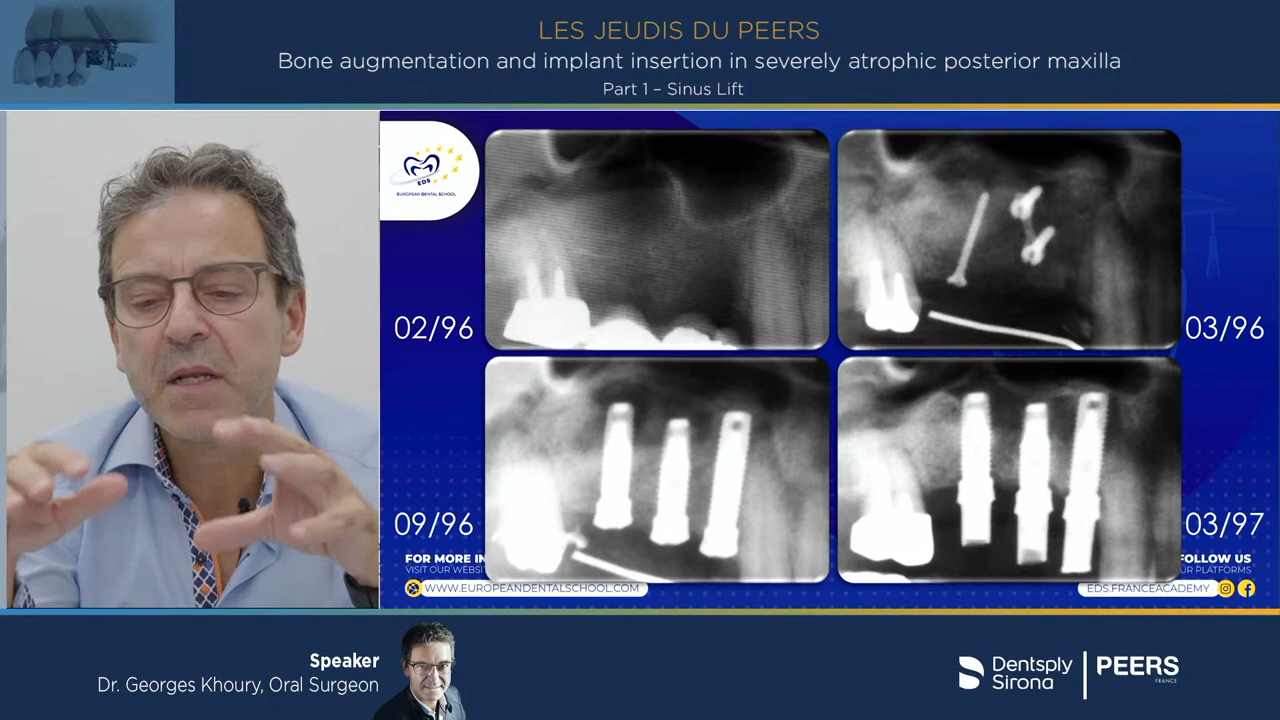 LES JEUDIS DU PEERS
Bone augmentation and implant insertion in severely atrophic posterior maxilla
Part 1 – Sinus Lift
EDS
EUROPEAN DENTAL SCHOOL
02/96
03/96
09/96
03/97
FOR MORE IN
VISIT OUR WEBSI
WWW.EUROPEANDENTALSCHOOL.COM
FOLLOW US
UR PLATFORMS
EDS.FRANCEACADEMY
Speaker
Dr. Georges Khoury, Oral Surgeon
Dentsply
Sirona
PEERS
FRANCE